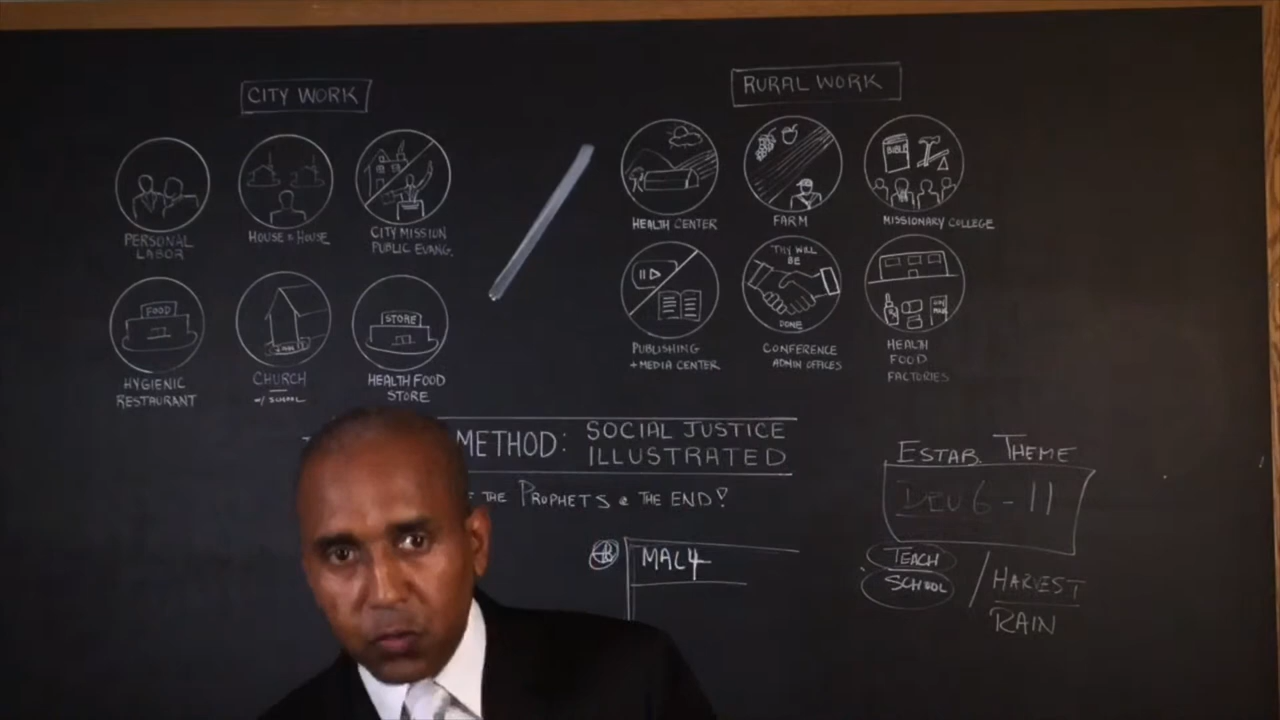 CITY WORK
PERSONAL
LABOR
HOUSE 2 HOUSE
CITY MISSION
PUBLIC EVANG.
FOOD
HYGIENIC
RESTAURANT
CHURCH
w/ SCHOOL
STORE
HEALTH FOOD
STORE
RURAL WORK
HEALTH CENTER
FARM
BIBLE
MISSIONARY COLLEGE
PUBLISHING
+ MEDIA CENTER
THY WILL
BE
DONE
CONFERENCE
ADMIN OFFICES
HEALTH
FOOD
FACTORIES
METHOD: SOCIAL JUSTICE
ILLUSTRATED
THE PROPHETS @ THE END!
MAL 4
ESTAB. THEME
DEU 6 - 11
TEACH
SCHOOL
/ HARVEST
RAIN